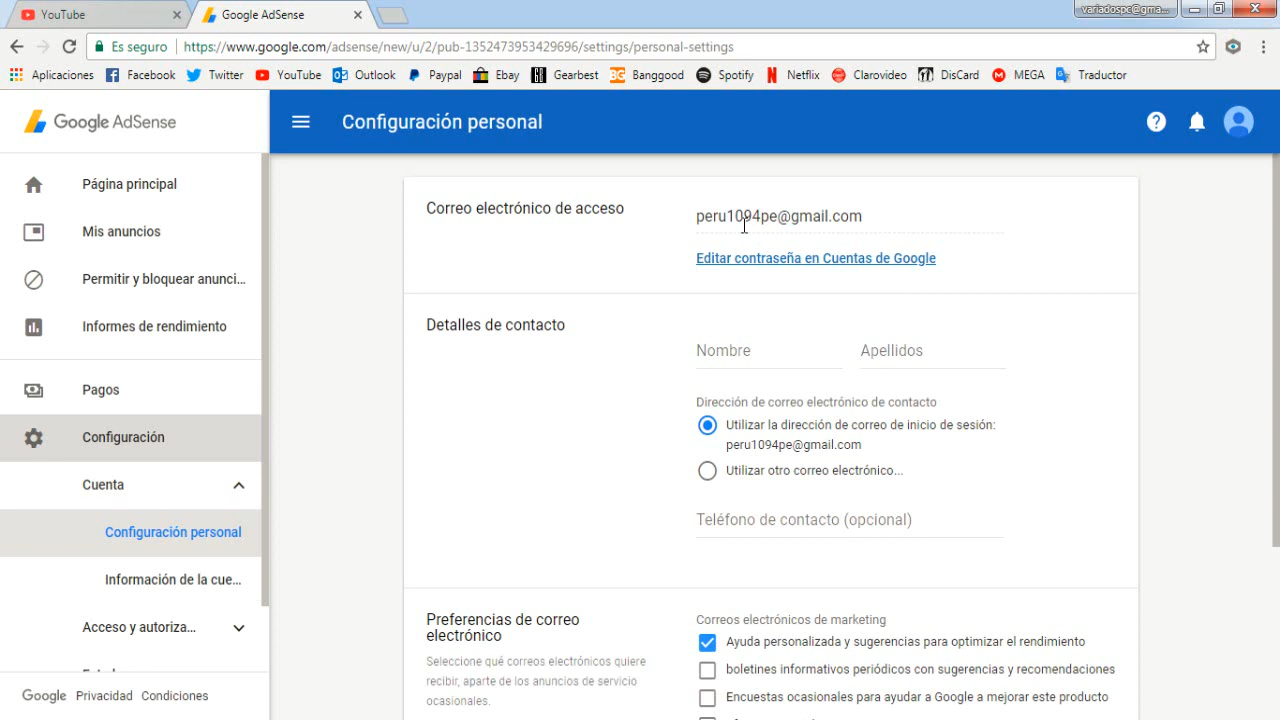 YouTube
Google AdSense
variadospc@gma...
Es seguro
https://www.google.com/adsense/new/u/2/pub-1352473953429696/settings/personal-settings
Aplicaciones Facebook Twitter YouTube Outlook Paypal Ebay Gearbest Banggood Spotify Netflix Clarovideo DisCard MEGA Traductor
Google AdSense
Configuración personal
Página principal
Mis anuncios
Permitir y bloquear anunci...
Informes de rendimiento
Pagos
Configuración
Cuenta
Configuración personal
Información de la cue...
Acceso y autoriza...
Google Privacidad Condiciones
Correo electrónico de acceso
peru1094pe@gmail.com
Editar contraseña en Cuentas de Google
Detalles de contacto
Nombre Apellidos
Dirección de correo electrónico de contacto
Utilizar la dirección de correo de inicio de sesión:
peru1094pe@gmail.com
Utilizar otro correo electrónico...
Teléfono de contacto (opcional)
Preferencias de correo
electrónico
Seleccione qué correos electrónicos quiere
recibir, aparte de los anuncios de servicio
ocasionales.
Correos electrónicos de marketing
Ayuda personalizada y sugerencias para optimizar el rendimiento
boletines informativos periódicos con sugerencias y recomendaciones
Encuestas ocasionales para ayudar a Google a mejorar este producto